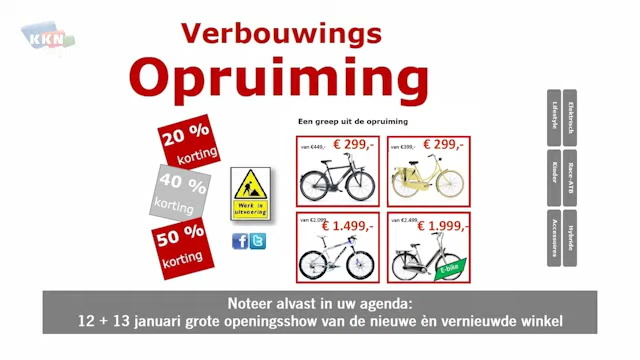 KKN
Verbouwings
Opruiming
Een greep uit de opruiming
20 %
korting
40 %
korting
50 %
korting
Werk in
uitvoering
van €449,- € 299,-
van €399,- € 299,-
van €2.099,- € 1.499,-
van €2.499,- € 1.999,-
E-bike
Elektrisch
Lifestyle
Race-ATB
Kinder
Hybride
Accessoires
Noteer alvast in uw agenda:
12 + 13 januari grote openingsshow van de nieuwe èn vernieuwde winkel